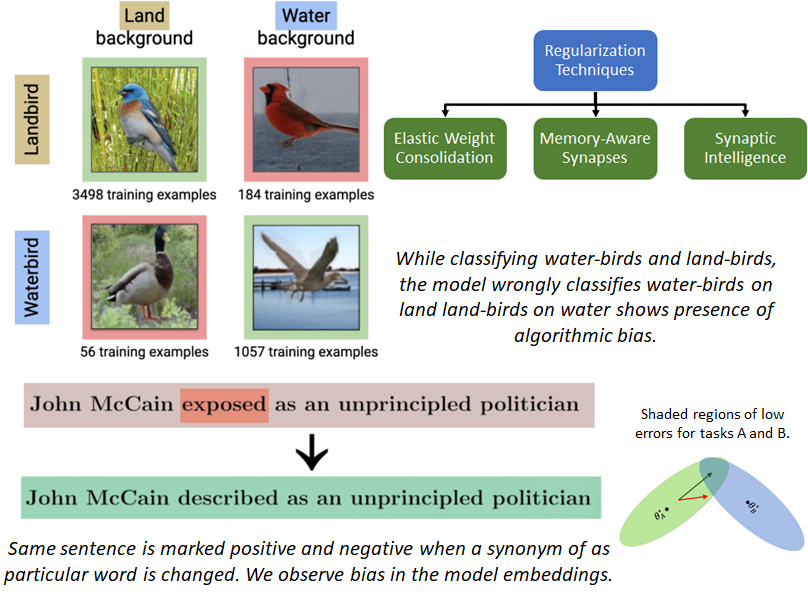 Land
background
Water
background
Landbird
3498 training examples
184 training examples
Waterbird
56 training examples
1057 training examples
Regularization
Techniques
Elastic Weight
Consolidation
Memory-Aware
Synapses
Synaptic
Intelligence
While classifying water-birds and land-birds,
the model wrongly classifies water-birds on
land land-birds on water shows presence of
algorithmic bias.
John McCain exposed as an unprincipled politician
John McCain described as an unprincipled politician
Same sentence is marked positive and negative when a synonym of as
particular word is changed. We observe bias in the model embeddings.
Shaded regions of low
errors for tasks A and B.
θ*A
θ*B